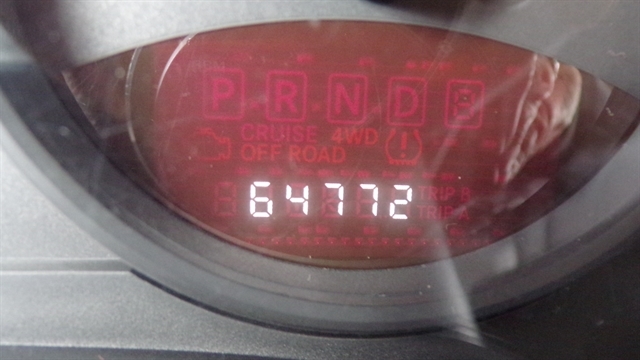 P R N D
CRUISE 4WD
OFF ROAD
TRIP B
64772
TRIP A